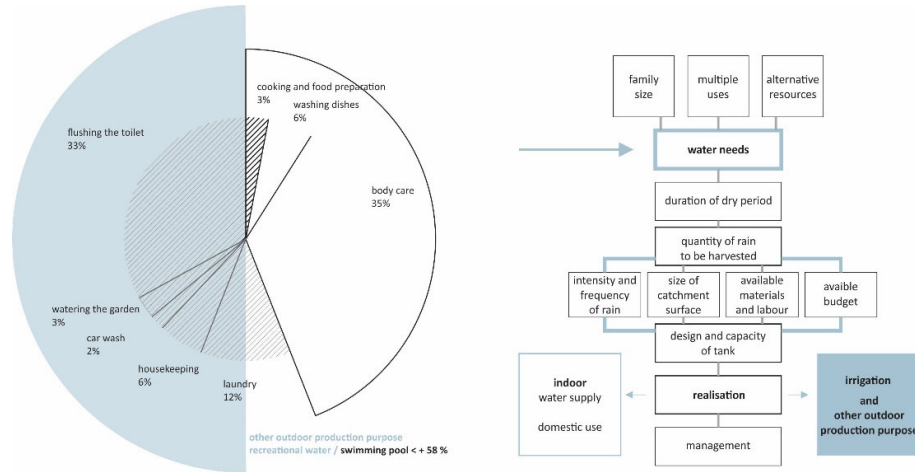 cooking and food preparation
3%
washing dishes
6%
flushing the toilet
33%
body care
35%
watering the garden
3%
car wash
2%
housekeeping
6%
laundry
12%
other outdoor production purpose
recreational water / swimming pool < + 58 %
family
size
multiple
uses
alternative
resources
water needs
duration of dry period
quantity of rain
to be harvested
intensity and
frequency
of rain
size of
catchment
surface
available
materials
and labour
avaible
budget
design and capacity
of tank
indoor
water supply
domestic use
realisation
irrigation
and
other outdoor
production purpose
management